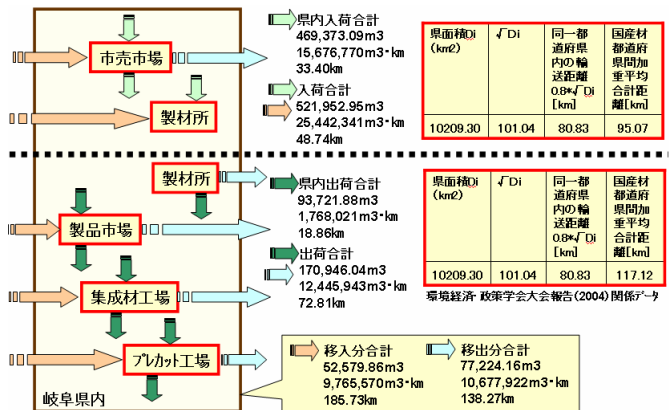 県内入荷合計
469,373.09m3
15,676,770m3・km
33.40km
市売市場
入荷合計
521,952.95m3
25,442,341m3・km
48.74km
製材所
県面積Di
(km2)
√Di
同一都
道府県
内の輸
送距離
0.8*√Di
[km]
国産材
都道府
県間加
重平均
合計距
離[km]
10209.30
101.04
80.83
95.07
製材所
県内出荷合計
93,721.88m3
1,768,021m3・km
18.86km
製品市場
出荷合計
170,946.04m3
12,445,943m3・km
72.81km
集成材工場
プレカット工場
岐阜県内
県面積Di
(km2)
√Di
同一都
道府県
内の輸
送距離
0.8*√Di
[km]
国産材
都道府
県間加
重平均
合計距
離[km]
10209.30
101.04
80.83
117.12
環境経済・政策学会大会報告(2004)関係データ
移入分合計
52,579.86m3
9,765,570m3・km
185.73km
移出分合計
77,224.16m3
10,677,922m3・km
138.27km